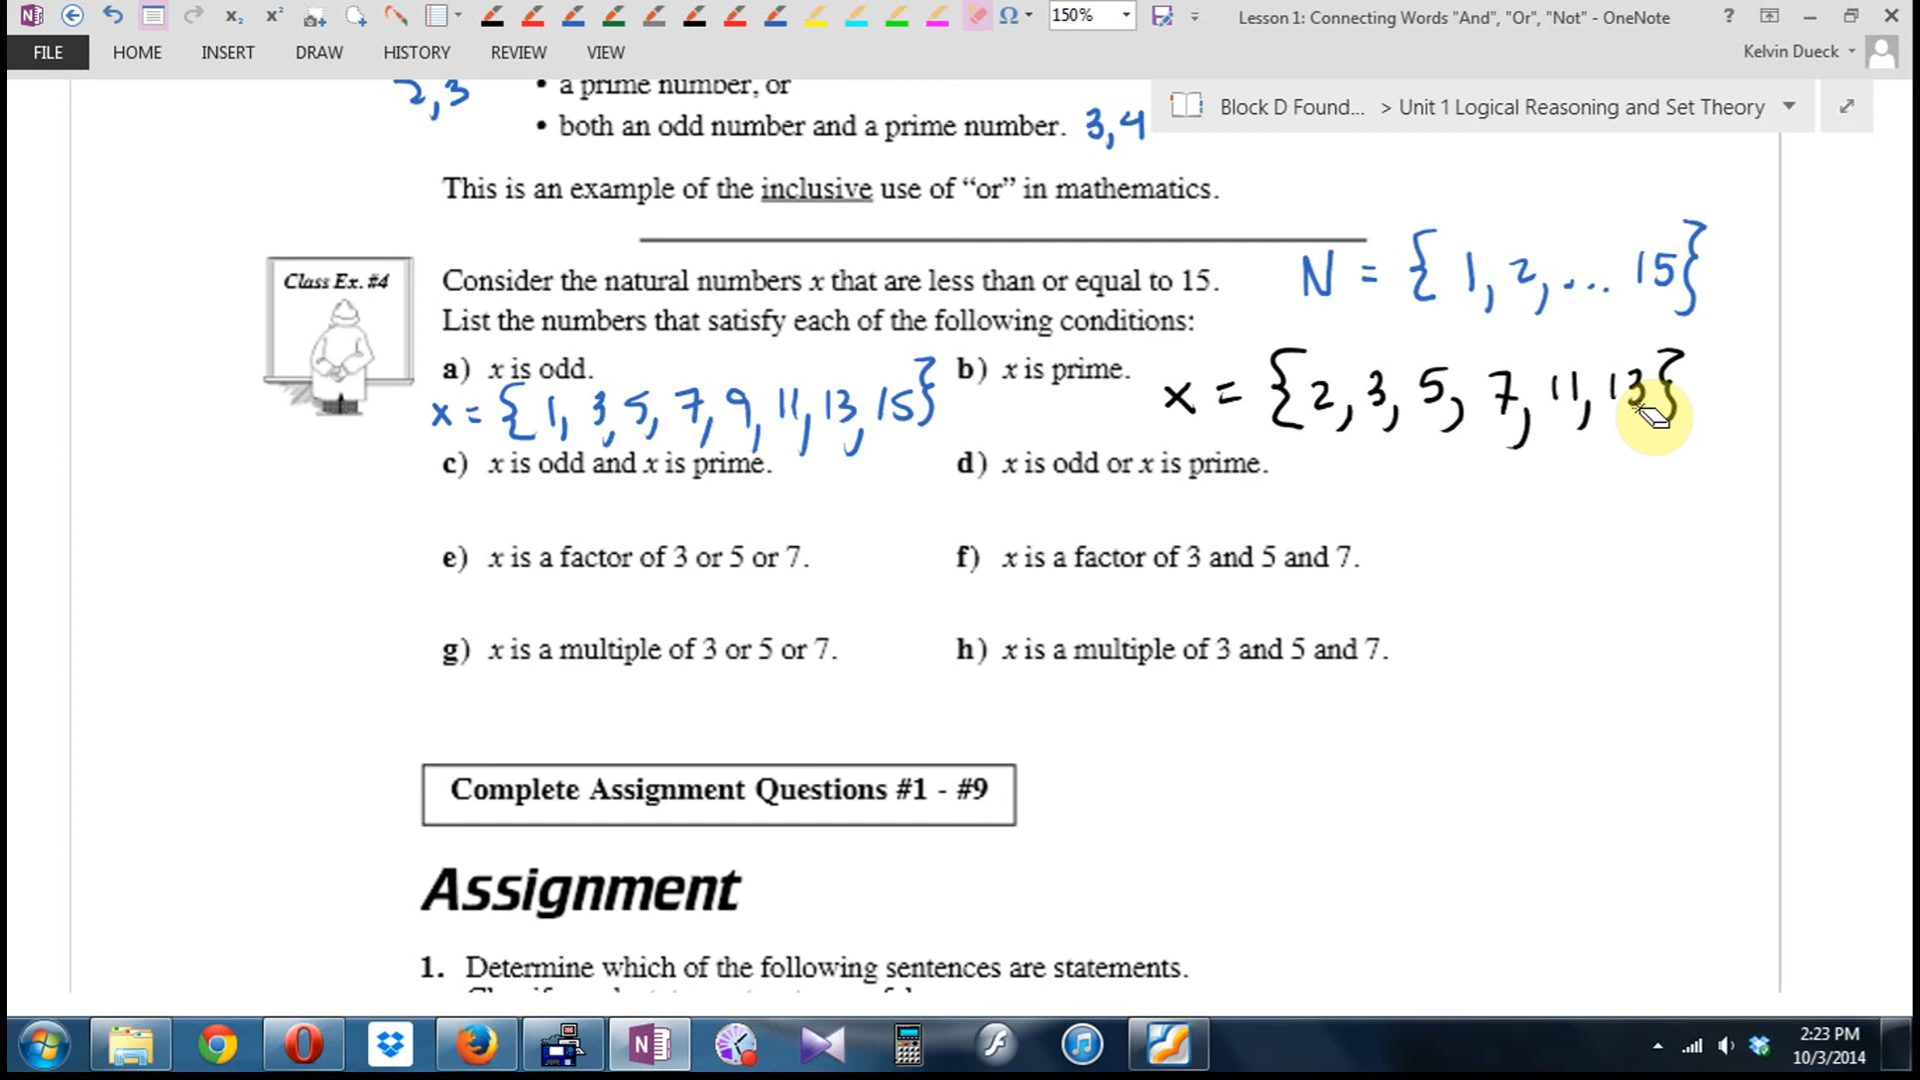 Lesson 1: Connecting Words "And", "Or", "Not" - OneNote
150%
FILE HOME INSERT DRAW HISTORY REVIEW VIEW
Kelvin Dueck
Block D Found... > Unit 1 Logical Reasoning and Set Theory
2,3
• a prime number, or
• both an odd number and a prime number. 3,4
This is an example of the inclusive use of “or” in mathematics.
Class Ex. #4
Consider the natural numbers x that are less than or equal to 15.
N = { 1, 2, ... 15}
List the numbers that satisfy each of the following conditions:
a) x is odd.
x = { 1, 3, 5, 7, 9, 11, 13, 15}
b) x is prime.
x = {2, 3, 5, 7, 11, 13}
c) x is odd and x is prime.
d) x is odd or x is prime.
e) x is a factor of 3 or 5 or 7.
f) x is a factor of 3 and 5 and 7.
g) x is a multiple of 3 or 5 or 7.
h) x is a multiple of 3 and 5 and 7.
Complete Assignment Questions #1 - #9
Assignment
1. Determine which of the following sentences are statements.
2:23 PM
10/3/2014